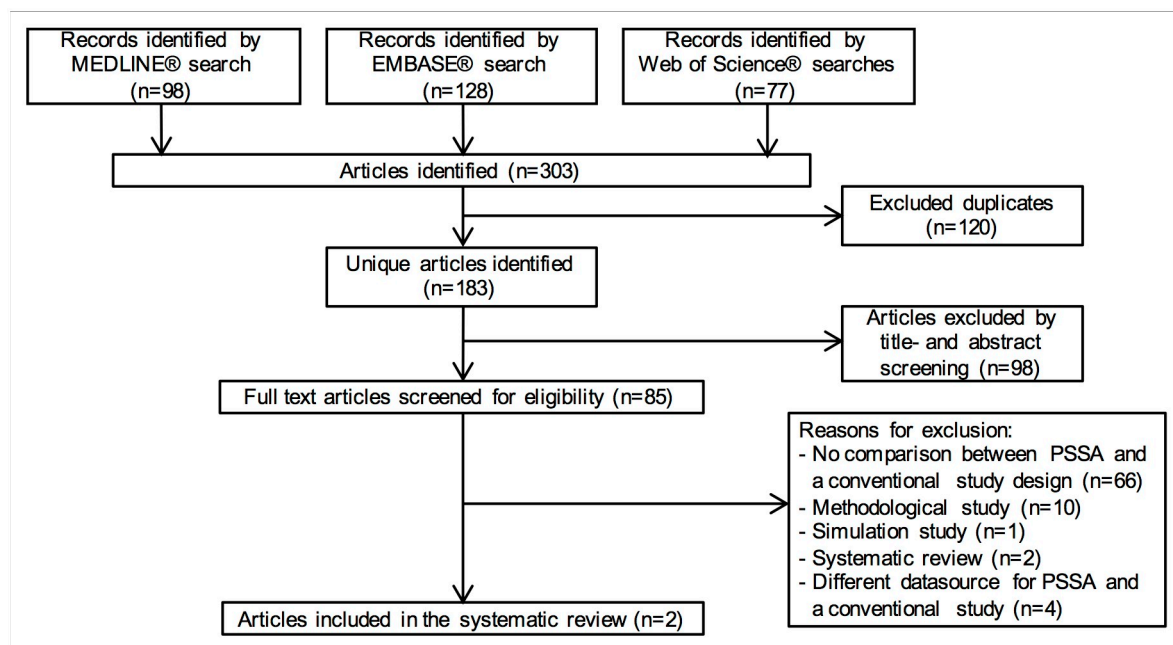 Records identified by
MEDLINE® search
(n=98)
Records identified by
EMBASE® search
(n=128)
Records identified by
Web of Science® searches
(n=77)
Articles identified (n=303)
Excluded duplicates
(n=120)
Unique articles identified
(n=183)
Articles excluded by
title- and abstract
screening (n=98)
Full text articles screened for eligibility (n=85)
Reasons for exclusion:
- No comparison between PSSA and
a conventional study design (n=66)
- Methodological study (n=10)
- Simulation study (n=1)
- Systematic review (n=2)
- Different datasource for PSSA and
a conventional study (n=4)
Articles included in the systematic review (n=2)